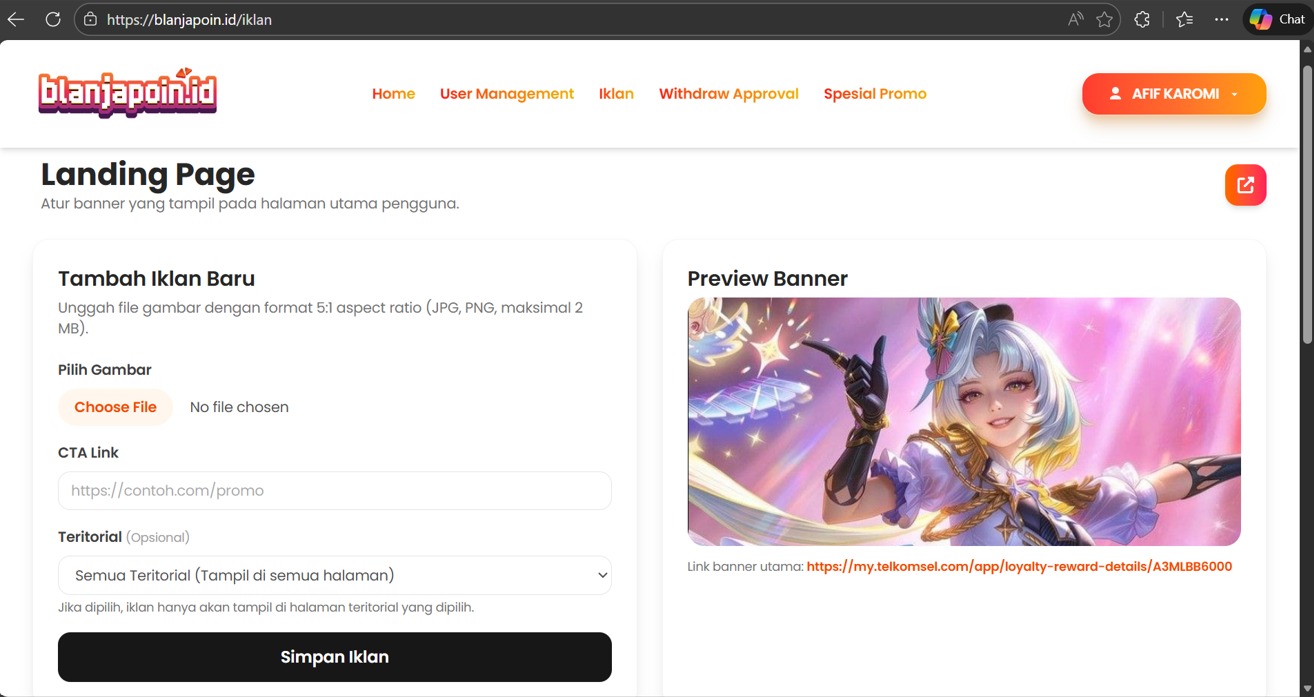 https://blanjapoin.id/iklan
Chat
blanjapoin.id
Home
User Management
Iklan
Withdraw Approval
Spesial Promo
AFIF KAROMI
Landing Page
Atur banner yang tampil pada halaman utama pengguna.
Tambah Iklan Baru
Unggah file gambar dengan format 5:1 aspect ratio (JPG, PNG, maksimal 2
MB).
Pilih Gambar
Choose File
No file chosen
CTA Link
https://contoh.com/promo
Teritorial (Opsional)
Semua Teritorial (Tampil di semua halaman)
Jika dipilih, iklan hanya akan tampil di halaman teritorial yang dipilih.
Simpan Iklan
Preview Banner
Link banner utama: https://my.telkomsel.com/app/loyalty-reward-details/A3MLBB6000